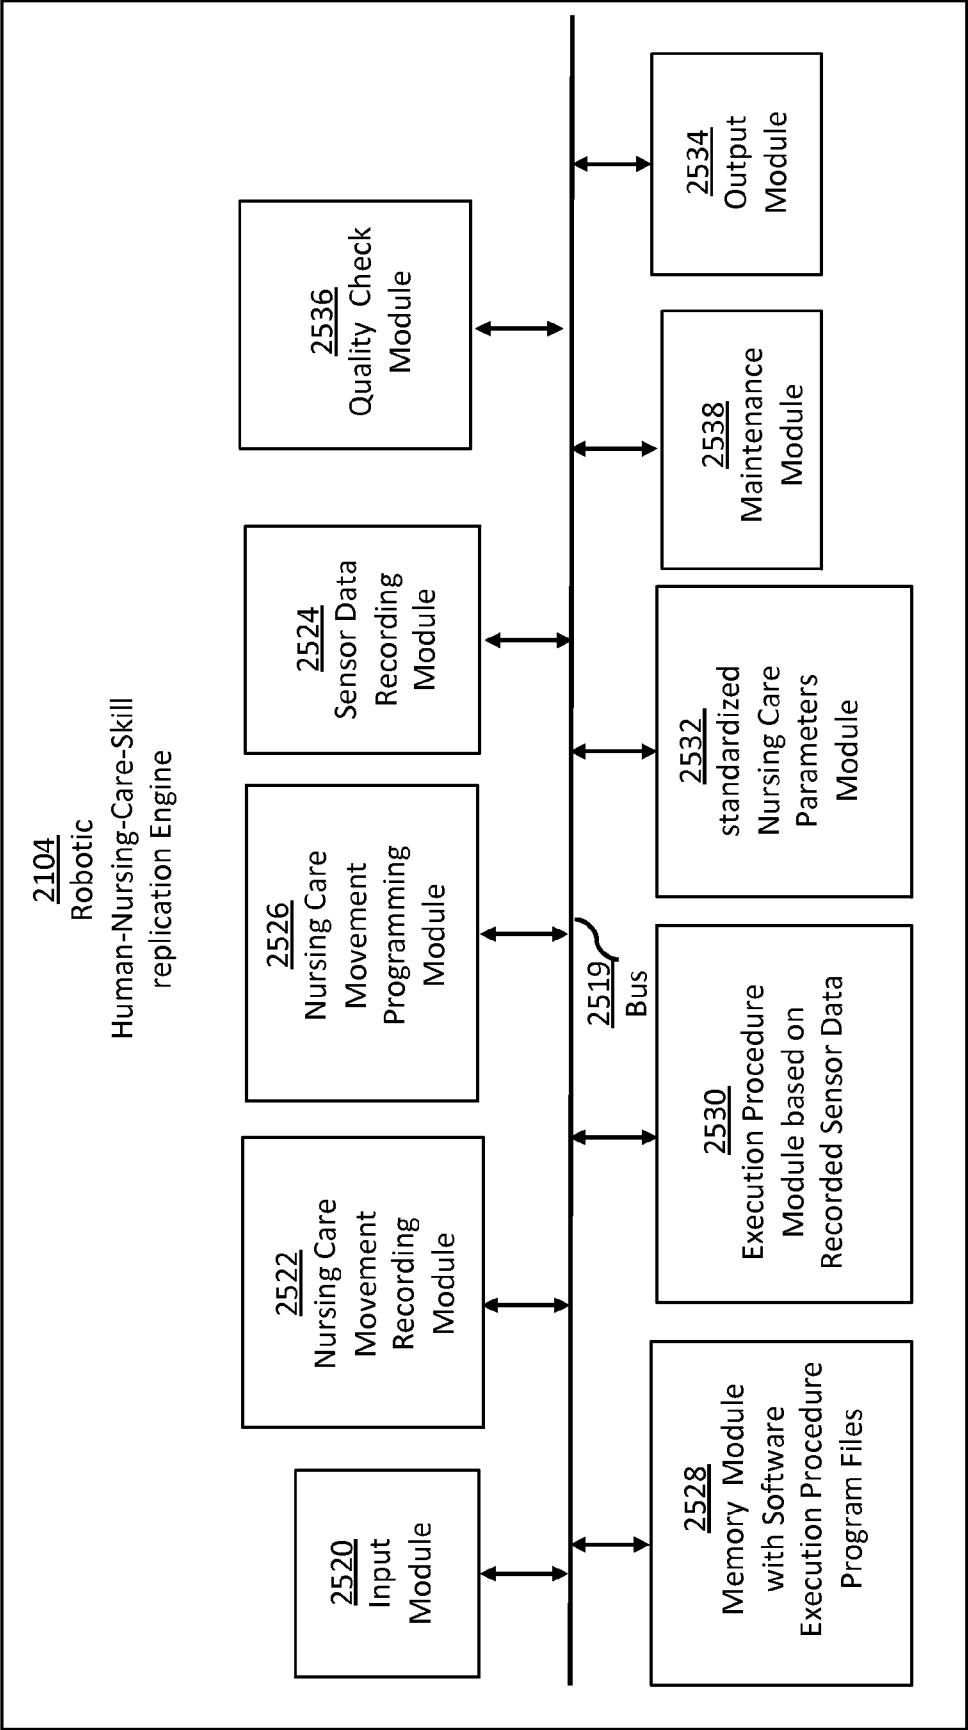 2104
Robotic
Human-Nursing-Care-Skill
replication Engine
2520
Input
Module
2522
Nursing Care
Movement
Recording
Module
2526
Nursing Care
Movement
Programming
Module
2524
Sensor Data
Recording
Module
2536
Quality Check
Module
2519
Bus
2528
Memory Module
with Software
Execution Procedure
Program Files
2530
Execution Procedure
Module based on
Recorded Sensor Data
2532
standardized
Nursing Care
Parameters
Module
2538
Maintenance
Module
2534
Output
Module